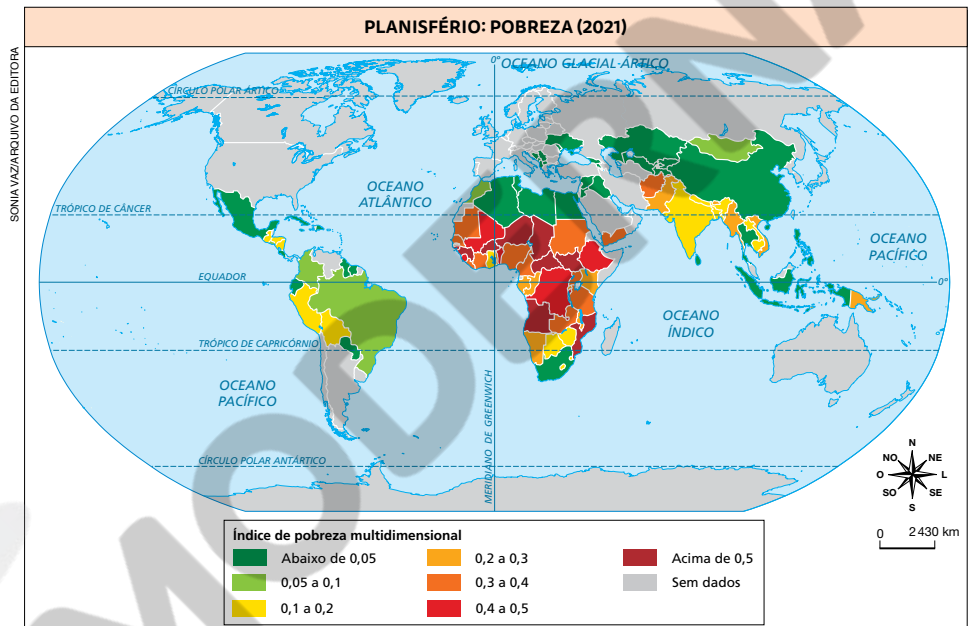 PLANISFÉRIO: POBREZA (2021)
SONIA VAZ/ARQUIVO DA EDITORA
0°
OCEANO GLACIAL ÁRTICO
CÍRCULO POLAR ÁRTICO
OCEANO
ATLÂNTICO
TRÓPICO DE CÂNCER
OCEANO
PACÍFICO
EQUADOR
0°
OCEANO
ÍNDICO
TRÓPICO DE CAPRICÓRNIO
OCEANO
PACÍFICO
MERIDIANO DE GREENWICH
CÍRCULO POLAR ANTÁRTICO
N
NO
NE
O
L
SO
SE
S
0
2 430 km
Índice de pobreza multidimensional
Abaixo de 0,05
0,2 a 0,3
Acima de 0,5
0,05 a 0,1
0,3 a 0,4
Sem dados
0,1 a 0,2
0,4 a 0,5